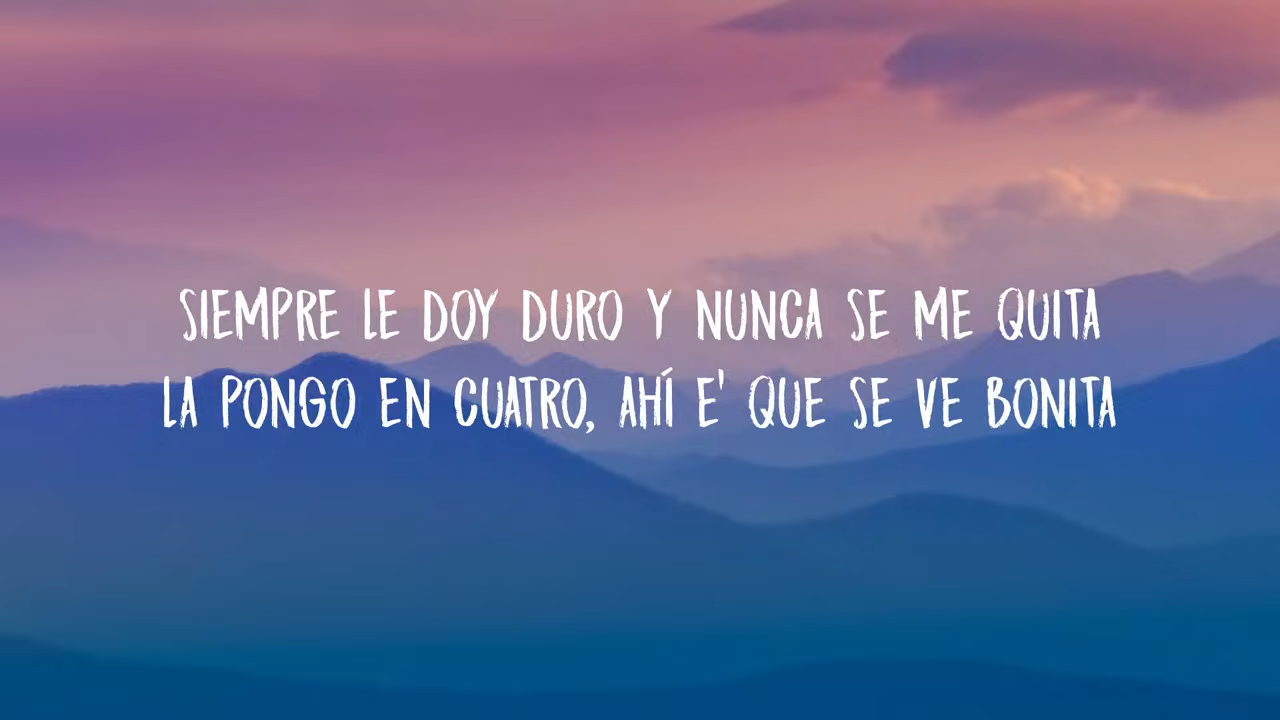 SIEMPRE LE DOY DURO Y NUNCA SE ME QUITA
LA PONGO EN CUATRO, AHÍ E' QUE SE VE BONITA